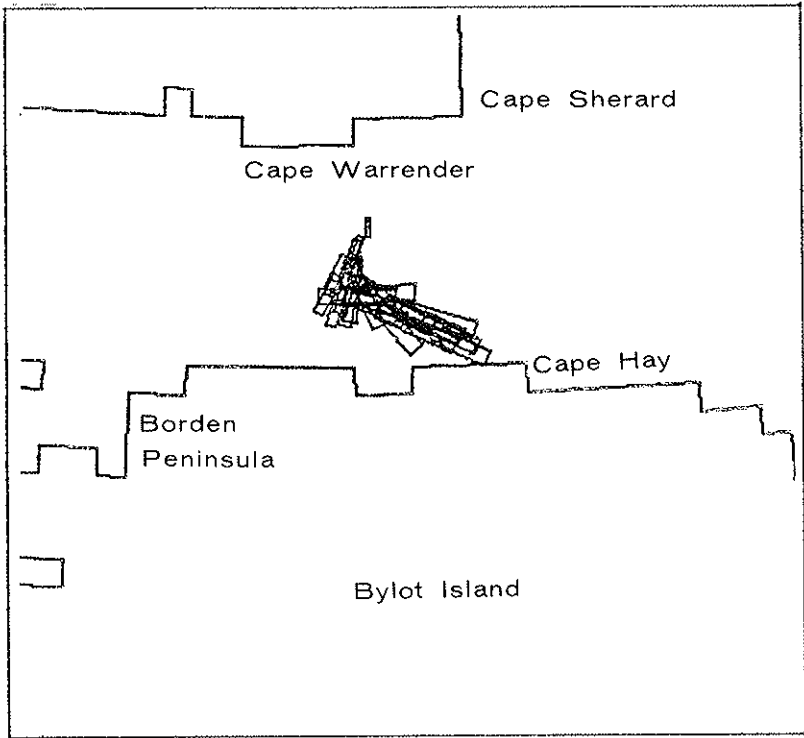 Cape Sherard
Cape Warrender
Cape Hay
Borden
Peninsula
Bylot Island